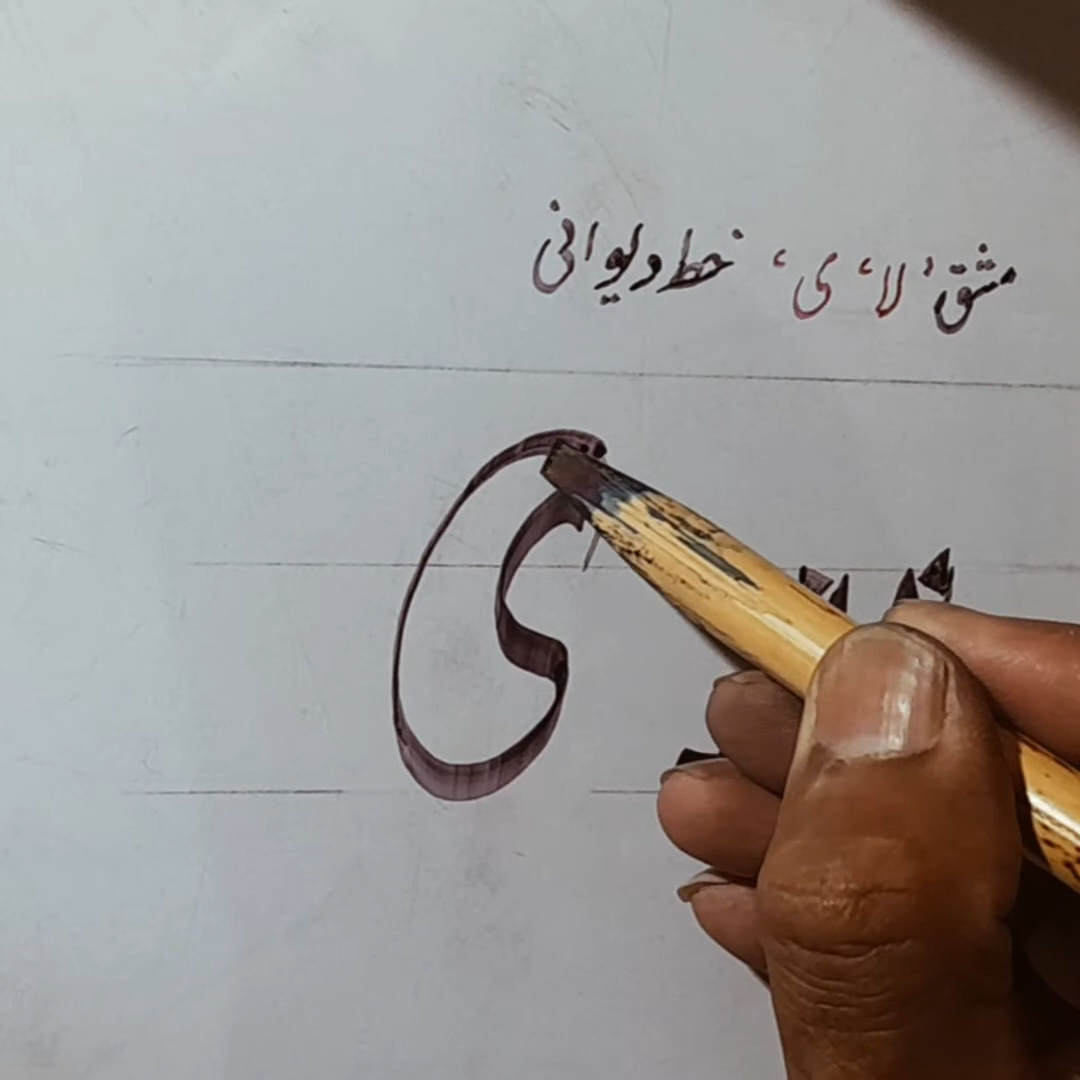 مشق ’ لا ‘ ی ‘ خط دیوانی
ی